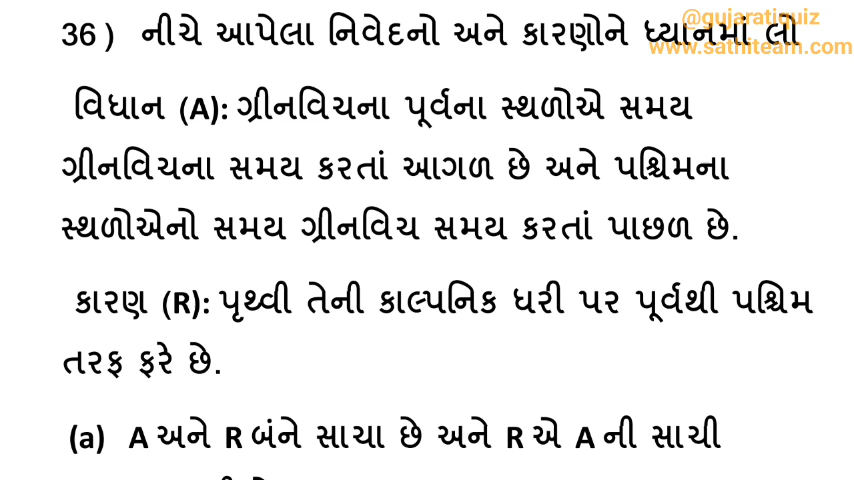 @gujaratiquiz
www.sathiteam.com
36 ) નીચે આપેલા નિવેદનો અને કારણોને ધ્યાનમાં લો
વિધાન (A): ગ્રીનવિચના પૂર્વના સ્થળોએ સમય
ગ્રીનવિચના સમય કરતાં આગળ છે અને પશ્ચિમના
સ્થળોએનો સમય ગ્રીનવિચ સમય કરતાં પાછળ છે.
કારણ (R): પૃથ્વી તેની કાલ્પનિક ધરી પર પૂર્વથી પશ્ચિમ
તરફ ફરે છે.
(a) A અને R બંને સાચા છે અને R એ A ની સાચી